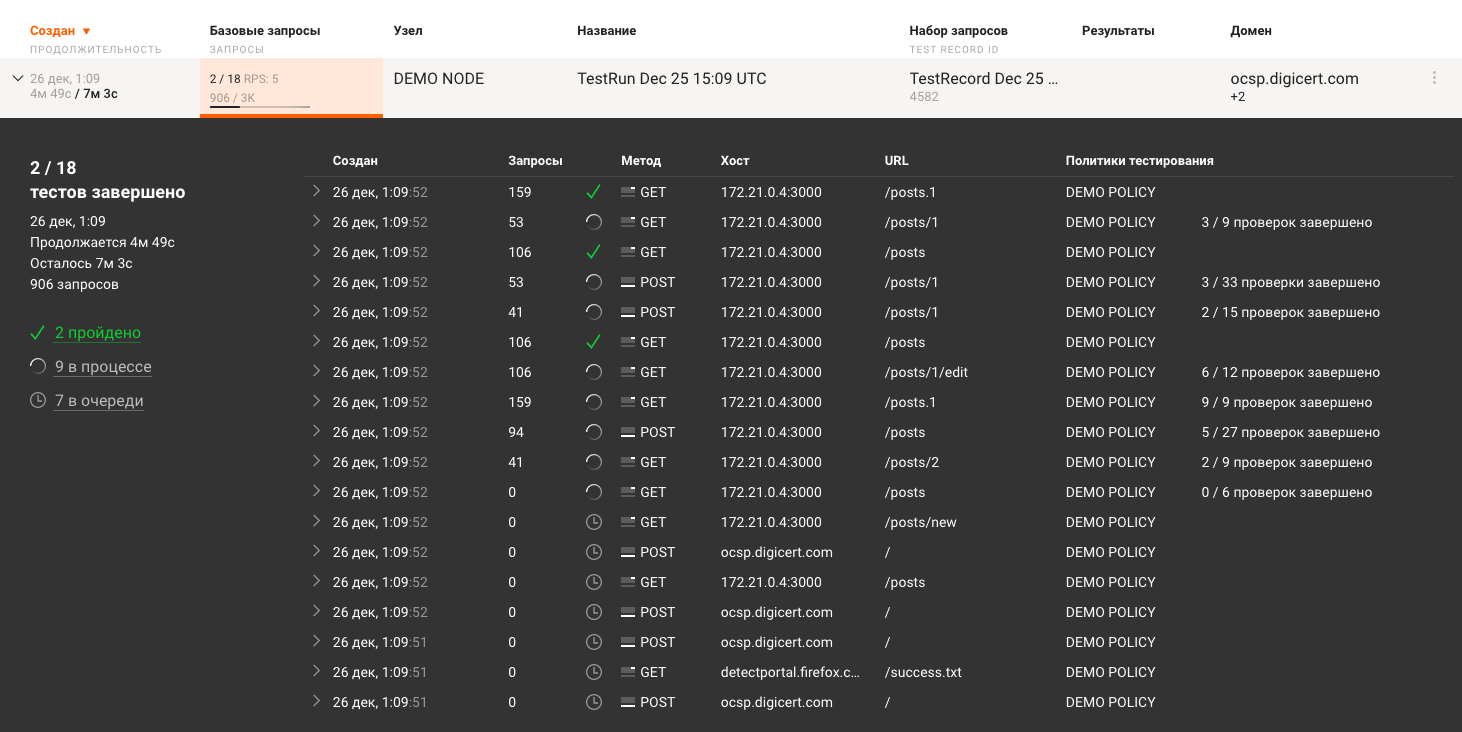 Создан ▼ Базовые запросы Узел Название Набор запросов Результаты Домен
ПРОДОЛЖИТЕЛЬНОСТЬ ЗАПРОСЫ TEST RECORD ID
26 дек, 1:09 2 / 18 RPS: 5 DEMO NODE TestRun Dec 25 15:09 UTC TestRecord Dec 25 ... ocsp.digicert.com
4м 49с / 7м 3с 906 / 3K 4582 +2
2 / 18
тестов завершено
26 дек, 1:09
Продолжается 4м 49с
Осталось 7м 3с
906 запросов
2 пройдено
9 в процессе
7 в очереди
Создан Запросы Метод Хост URL Политики тестирования
26 дек, 1:09:52 159 GET 172.21.0.4:3000 /posts.1 DEMO POLICY
26 дек, 1:09:52 53 GET 172.21.0.4:3000 /posts/1 DEMO POLICY 3 / 9 проверок завершено
26 дек, 1:09:52 106 GET 172.21.0.4:3000 /posts DEMO POLICY
26 дек, 1:09:52 53 POST 172.21.0.4:3000 /posts/1 DEMO POLICY 3 / 33 проверки завершено
26 дек, 1:09:52 41 POST 172.21.0.4:3000 /posts/1 DEMO POLICY 2 / 15 проверок завершено
26 дек, 1:09:52 106 GET 172.21.0.4:3000 /posts DEMO POLICY
26 дек, 1:09:52 106 GET 172.21.0.4:3000 /posts/1/edit DEMO POLICY 6 / 12 проверок завершено
26 дек, 1:09:52 159 GET 172.21.0.4:3000 /posts.1 DEMO POLICY 9 / 9 проверок завершено
26 дек, 1:09:52 94 POST 172.21.0.4:3000 /posts DEMO POLICY 5 / 27 проверок завершено
26 дек, 1:09:52 41 GET 172.21.0.4:3000 /posts/2 DEMO POLICY 2 / 9 проверок завершено
26 дек, 1:09:52 0 GET 172.21.0.4:3000 /posts DEMO POLICY 0 / 6 проверок завершено
26 дек, 1:09:52 0 GET 172.21.0.4:3000 /posts/new DEMO POLICY
26 дек, 1:09:52 0 POST ocsp.digicert.com / DEMO POLICY
26 дек, 1:09:52 0 GET 172.21.0.4:3000 /posts DEMO POLICY
26 дек, 1:09:52 0 POST ocsp.digicert.com / DEMO POLICY
26 дек, 1:09:51 0 POST ocsp.digicert.com / DEMO POLICY
26 дек, 1:09:51 0 GET detectportal.firefox.c... /success.txt DEMO POLICY
26 дек, 1:09:51 0 POST ocsp.digicert.com / DEMO POLICY